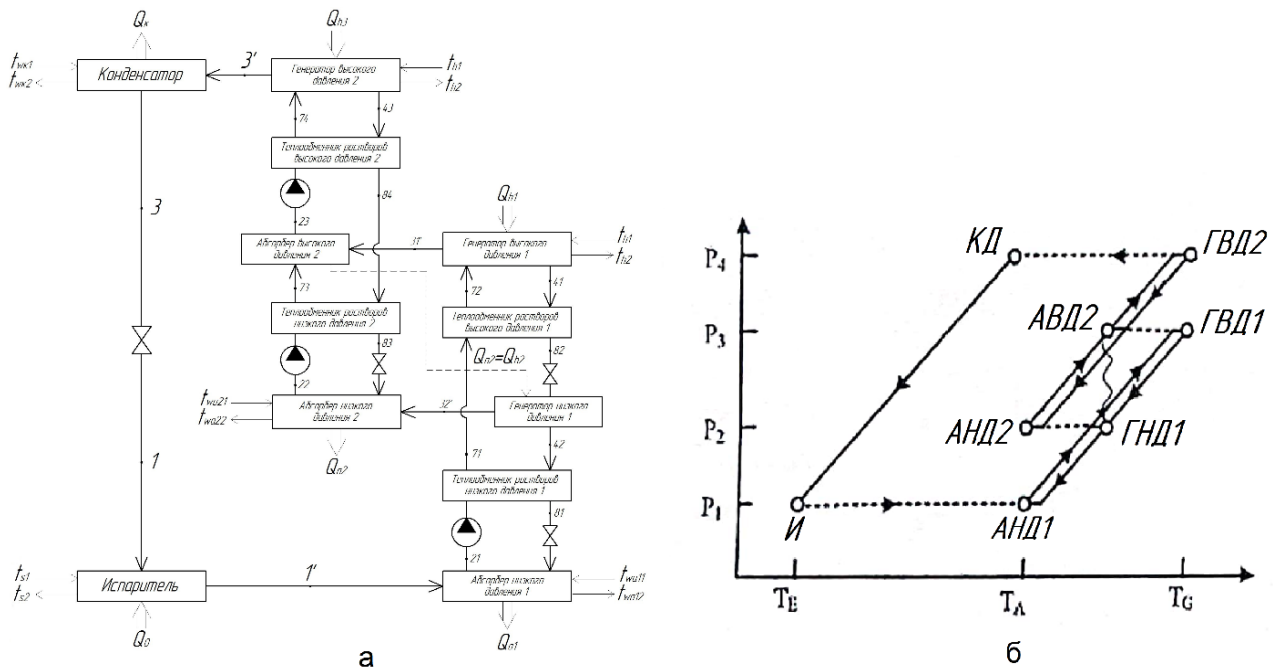 Qк
Qh3
twк1
twк2
Конденсатор
3'
Генератор высокого
давления 2
th1
th2
74
43
Теплообменник растворов
высокого давления 2
84
3
23
Qh1
Абсорбер высокого
давления 2
31'
Генератор высокого
давления 1
th1
th2
73
72
41
Теплообменник растворов
низкого давления 2
Теплообменник растворов
высокого давления 1
83
Qп2=Qh2
82
22
twa21
twa22
Абсорбер низкого
давления 2
32'
Генератор низкого
давления 1
Qп2
1
71
42
Теплообменник растворов
низкого давления 1
81
21
ts1
ts2
Испаритель
1'
Абсорбер низкого
давления 1
twa11
twa12
Q0
Qп1
а
P4
КД
ГВД2
P3
АВД2
ГВД1
P2
АНД2
ГНД1
P1
И
АНД1
TE
TA
TG
б